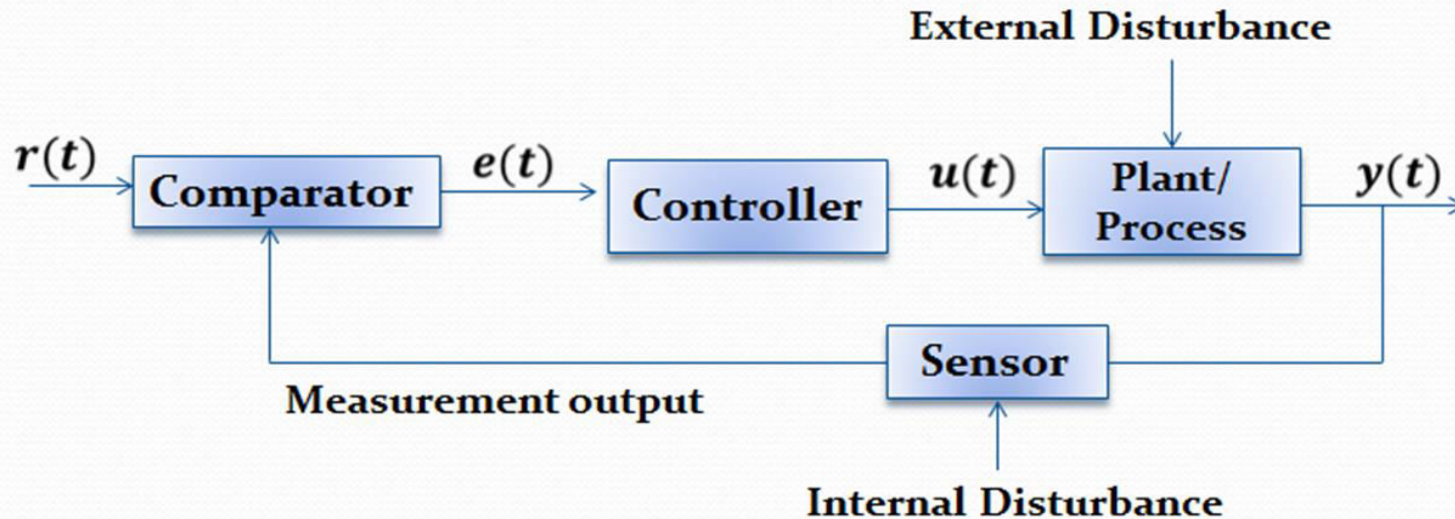 External Disturbance
r(t)
Comparator
e(t)
Controller
u(t)
Plant/
Process
y(t)
Sensor
Measurement output
Internal Disturbance